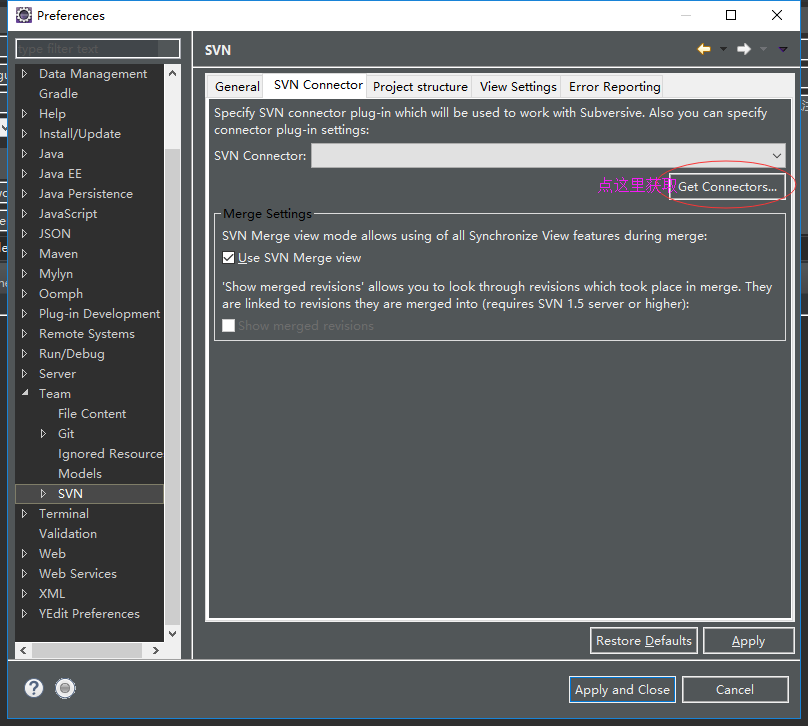 Preferences
type filter text
Data Management
Gradle
Help
Install/Update
Java
Java EE
Java Persistence
JavaScript
JSON
Maven
Mylyn
Oomph
Plug-in Development
Remote Systems
Run/Debug
Server
Team
File Content
Git
Ignored Resource
Models
SVN
Terminal
Validation
Web
Web Services
XML
YEdit Preferences
SVN
General SVN Connector Project structure View Settings Error Reporting
Specify SVN connector plug-in which will be used to work with Subversive. Also you can specify
connector plug-in settings:
SVN Connector:
点这里获取 Get Connectors...
Merge Settings
SVN Merge view mode allows using of all Synchronize View features during merge:
Use SVN Merge view
'Show merged revisions' allows you to look through revisions which took place in merge. They
are linked to revisions they are merged into (requires SVN 1.5 server or higher):
Show merged revisions
Restore Defaults Apply
Apply and Close Cancel